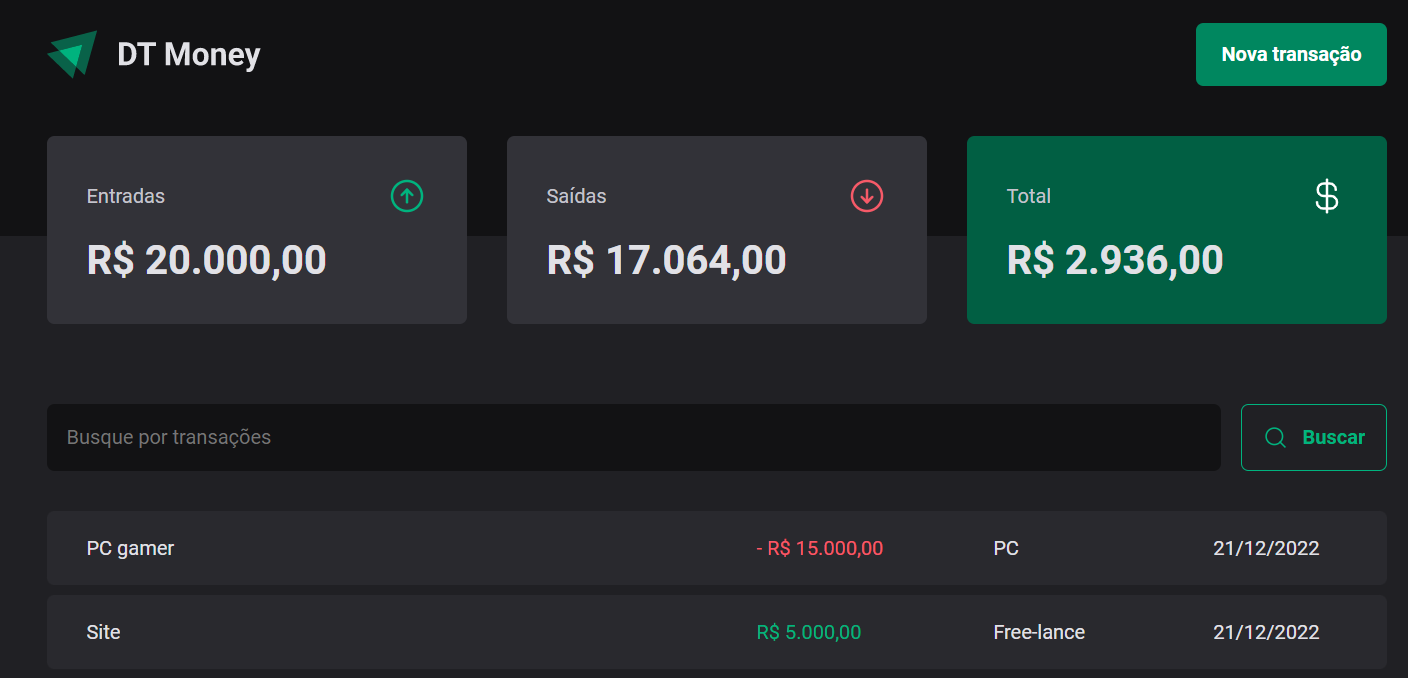 DT Money
Nova transação
Entradas
R$ 20.000,00
Saídas
R$ 17.064,00
Total
$
R$ 2.936,00
Busque por transações
Buscar
PC gamer - R$ 15.000,00 PC 21/12/2022
Site R$ 5.000,00 Free-lance 21/12/2022